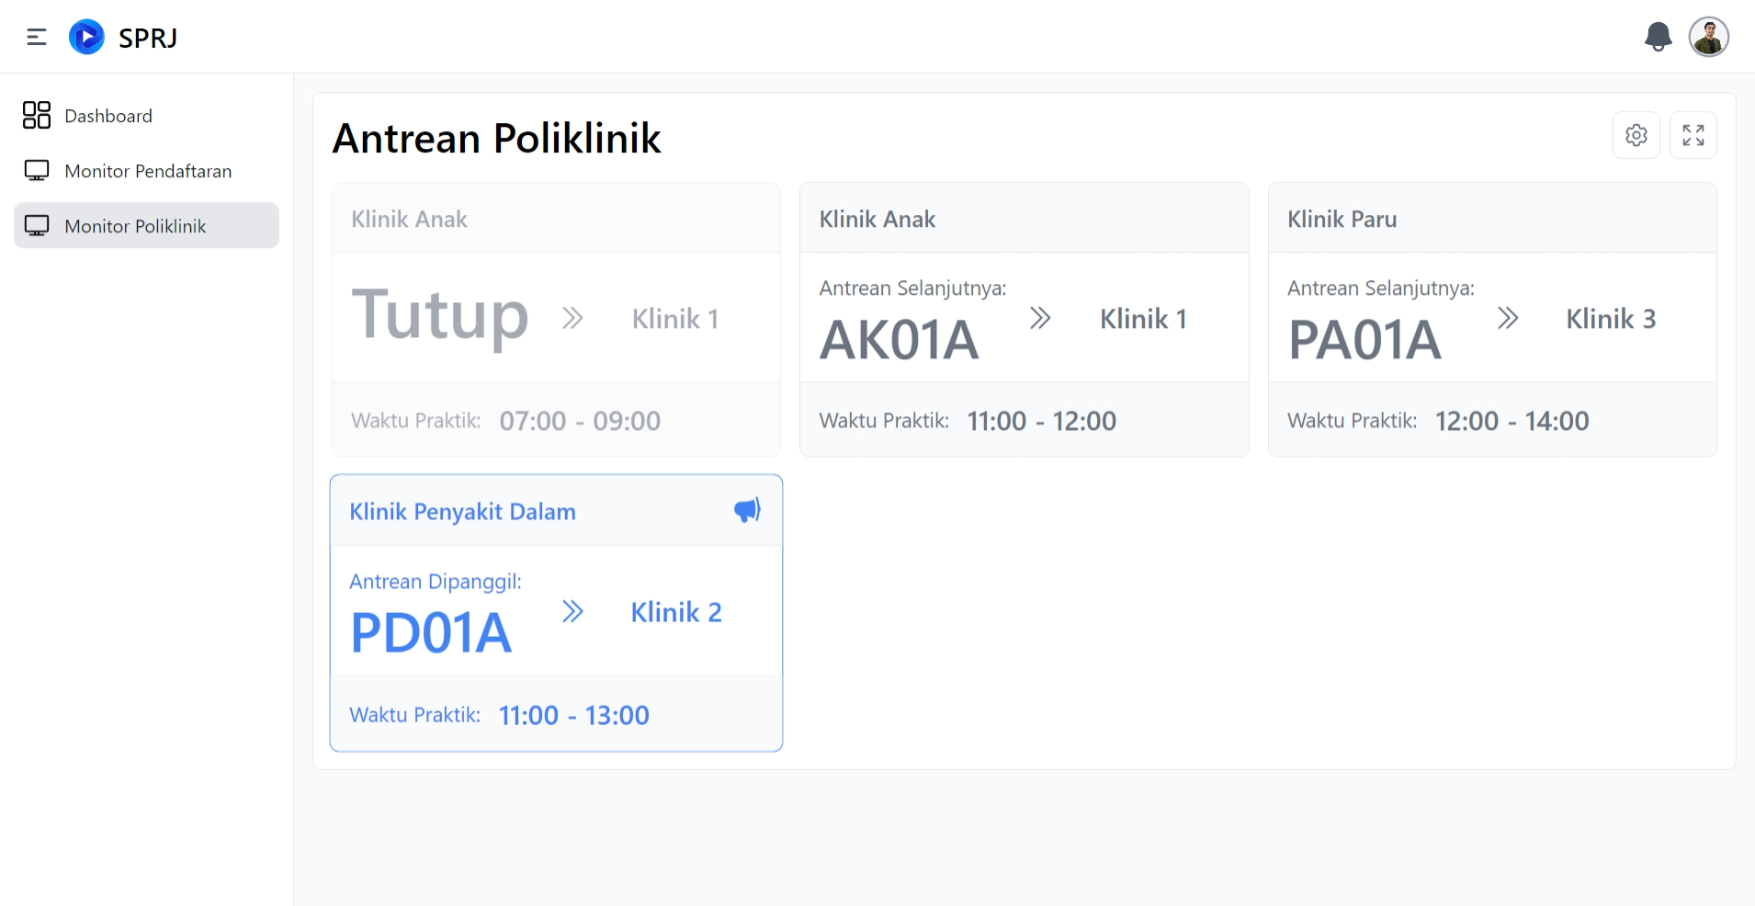 SPRJ
Dashboard
Monitor Pendaftaran
Monitor Poliklinik
Antrean Poliklinik
Klinik Anak
Tutup
Klinik 1
Waktu Praktik: 07:00 - 09:00
Klinik Anak
Antrean Selanjutnya:
AK01A
Klinik 1
Waktu Praktik: 11:00 - 12:00
Klinik Paru
Antrean Selanjutnya:
PA01A
Klinik 3
Waktu Praktik: 12:00 - 14:00
Klinik Penyakit Dalam
Antrean Dipanggil:
PD01A
Klinik 2
Waktu Praktik: 11:00 - 13:00